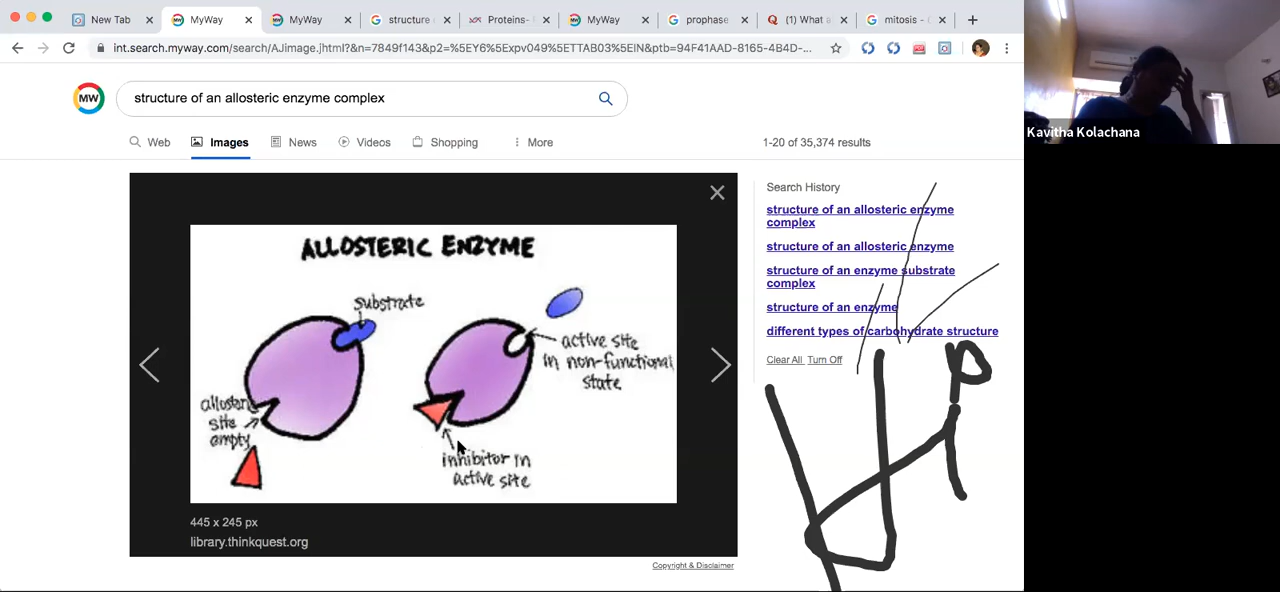 New Tab
MyWay
MyWay
structure
Proteins-
MyWay
prophase
(1) What
mitosis -
int.search.myway.com/search/AJimage.jhtml?&n=7849f143&p2=%5EY6%5Expv049%5ETTAB03%5EIN&ptb=94F41AAD-8165-4B4D-...
MW
structure of an allosteric enzyme complex
Web
Images
News
Videos
Shopping
More
1-20 of 35,374 results
ALLOSTERIC ENZYME
substrate
allosteric
site
empty
active site
in non-functional
state
inhibitor in
active site
445 x 245 px
library.thinkquest.org
Copyright & Disclaimer
Search History
structure of an allosteric enzyme
complex
structure of an allosteric enzyme
structure of an enzyme substrate
complex
structure of an enzyme
different types of carbohydrate structure
Clear All Turn Off
Kavitha Kolachana